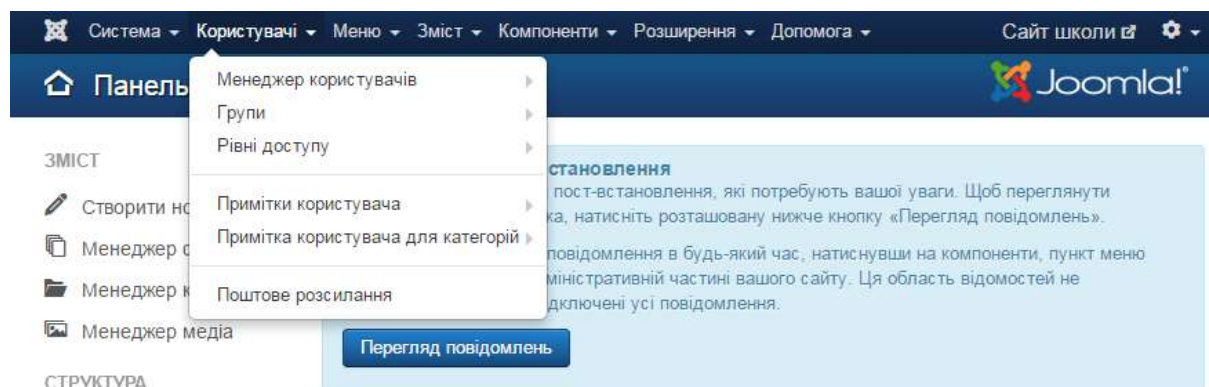 Система Користувачі Меню Зміст Компоненти Розширення Допомога Сайт школи
Панель Joomla!
Менеджер користувачів
Групи
Рівні доступу
Примітки користувача
Примітка користувача для категорій
Поштове розсилання
ЗМІСТ
Створити
Менеджер
Менеджер
Менеджер медіа
СТРУКТУРА
становлення
пост-встановлення, які потребують вашої уваги. Щоб переглянути
ка, натисніть розташовану нижче кнопку «Перегляд повідомлень».
повідомлення в будь-який час, натиснувши на компоненти, пункт меню
міністративній частині вашого сайту. Ця область відомостей не
дключені усі повідомлення.
Перегляд повідомлень